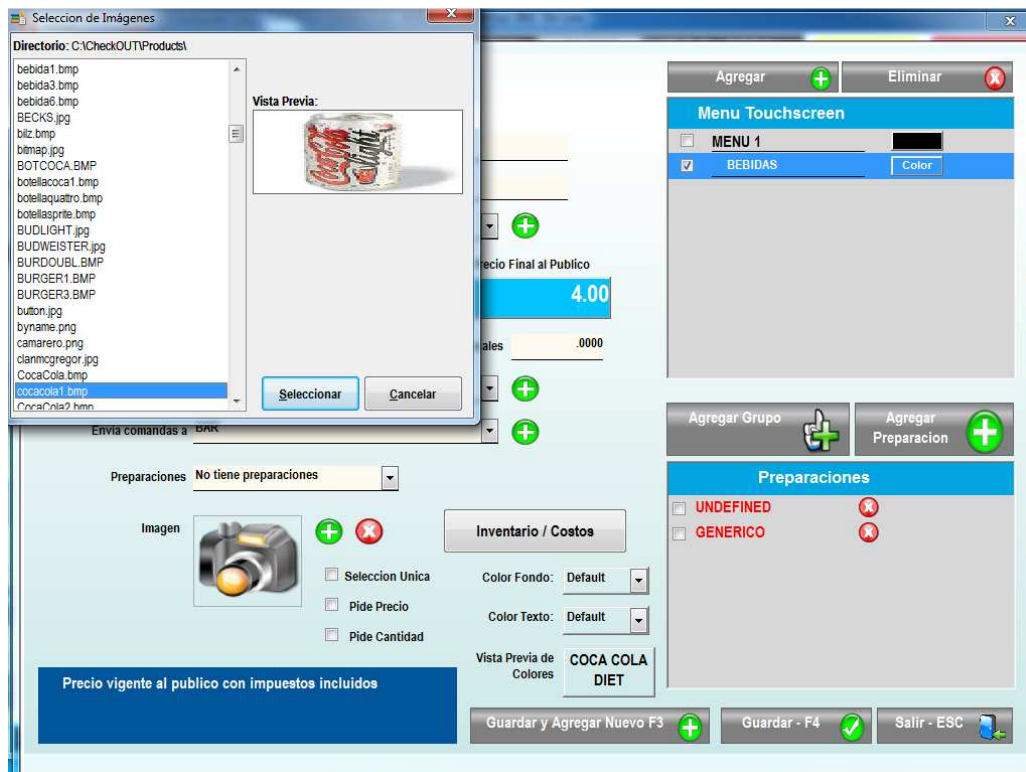 Seleccion de Imágenes
Directorio: C:\CheckOUT\Products\
bebida1.bmp
bebida3.bmp
bebida6.bmp
BECKS.jpg
bilz.bmp
bitmap.jpg
BOTCOCA.BMP
botellacoca1.bmp
botellaquatro.bmp
botellasprite.bmp
BUDLIGHT.jpg
BUDWEISTER.jpg
BURDOUBL.BMP
BURGER1.BMP
BURGER3.BMP
button.jpg
byname.png
camarero.png
clanmcgregor.jpg
CocaCola.bmp
cocacola1.bmp
CocaCola2.bmp
Vista Previa:
CocaCola
light
Seleccionar
Cancelar
recio Final al Publico
4.00
ales
.0000
Envia comandas a BAR
Preparaciones No tiene preparaciones
Imagen
Seleccion Unica
Pide Precio
Pide Cantidad
Inventario / Costos
Color Fondo: Default
Color Texto: Default
Vista Previa de
Colores
COCA COLA
DIET
Precio vigente al publico con impuestos incluidos
Agregar
Eliminar
Menu Touchscreen
MENU 1
BEBIDAS
Color
Agregar Grupo
Agregar
Preparacion
Preparaciones
UNDEFINED
GENERICO
Guardar y Agregar Nuevo F3
Guardar - F4
Salir - ESC